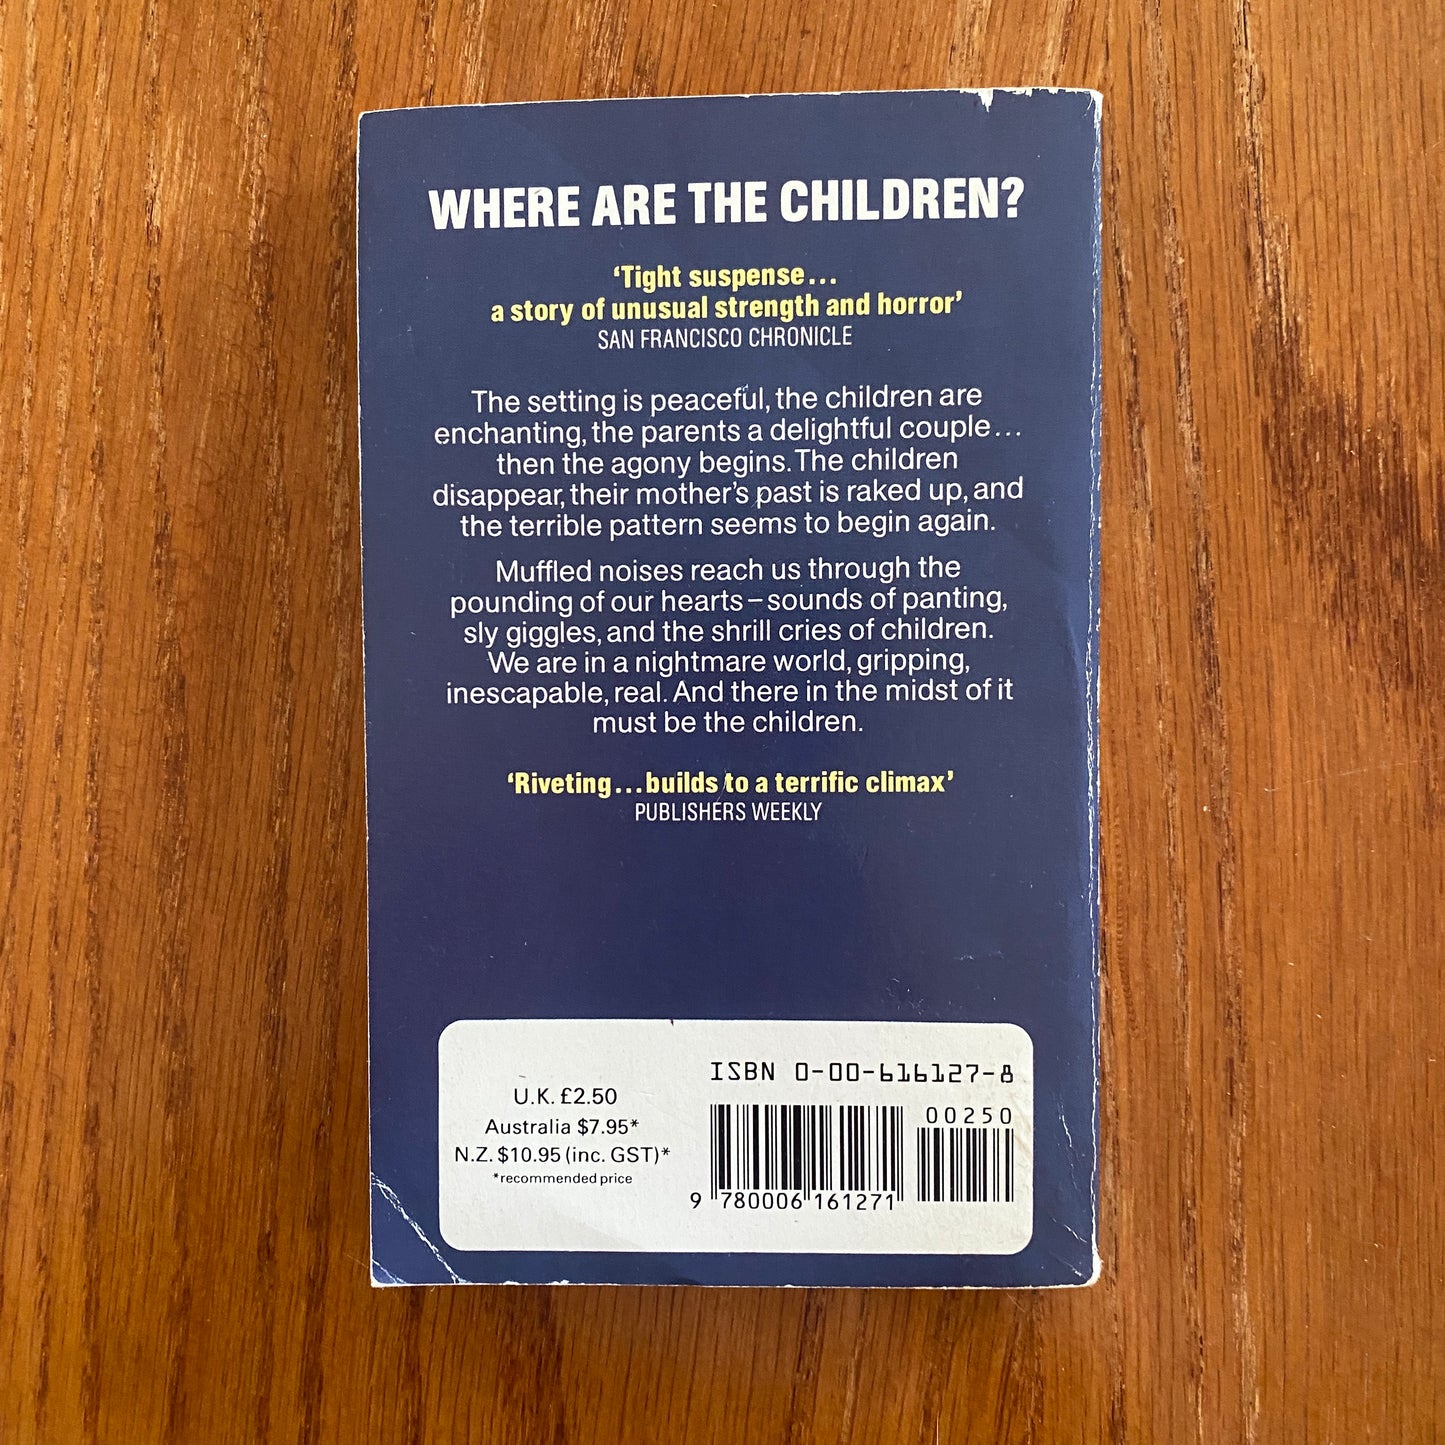 WHERE ARE THE CHILDREN?
‘Tight suspense...
a story of unusual strength and horror’
SAN FRANCISCO CHRONICLE
The setting is peaceful, the children are
enchanting, the parents a delightful couple...
then the agony begins. The children
disappear, their mother’s past is raked up, and
the terrible pattern seems to begin again.
Muffled noises reach us through the
pounding of our hearts – sounds of panting,
sly giggles, and the shrill cries of children.
We are in a nightmare world, gripping,
inescapable, real. And there in the midst of it
must be the children.
‘Riveting... builds to a terrific climax’
PUBLISHERS WEEKLY
U.K. £2.50
Australia $7.95*
N.Z. $10.95 (inc. GST)*
*recommended price
ISBN 0-00-616127-8
00250
9 780006 161271